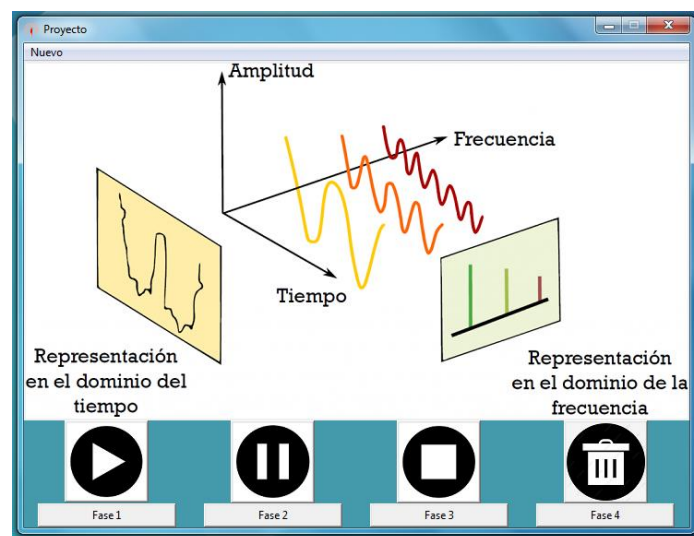 Proyecto
Nuevo
Amplitud
Frecuencia
Tiempo
Representación
en el dominio del
tiempo
Representación
en el dominio de la
frecuencia
Fase 1
Fase 2
Fase 3
Fase 4